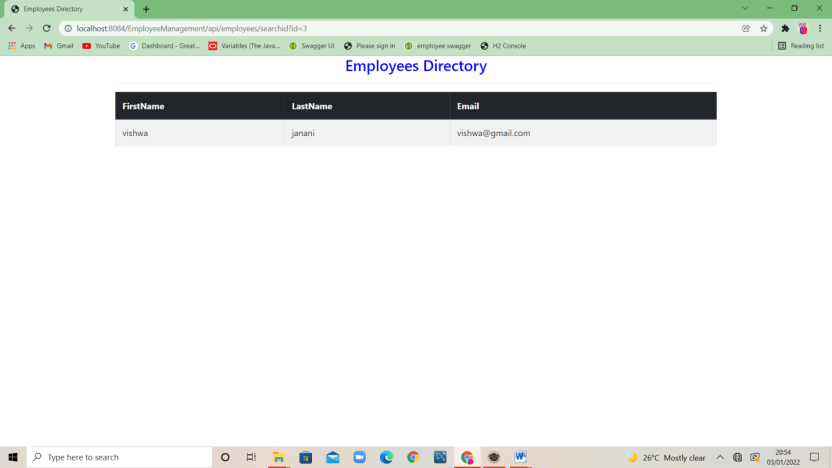 Employees Directory
localhost:8084/EmployeeManagement/api/employees/searchid?id=3
Apps Gmail YouTube Dashboard - Great... Variables (The Java... Swagger UI Please sign in employee swagger H2 Console Reading list
Employees Directory
FirstName LastName Email
vishwa janani vishwa@gmail.com
Type here to search 26°C Mostly clear 20:54
03/01/2022